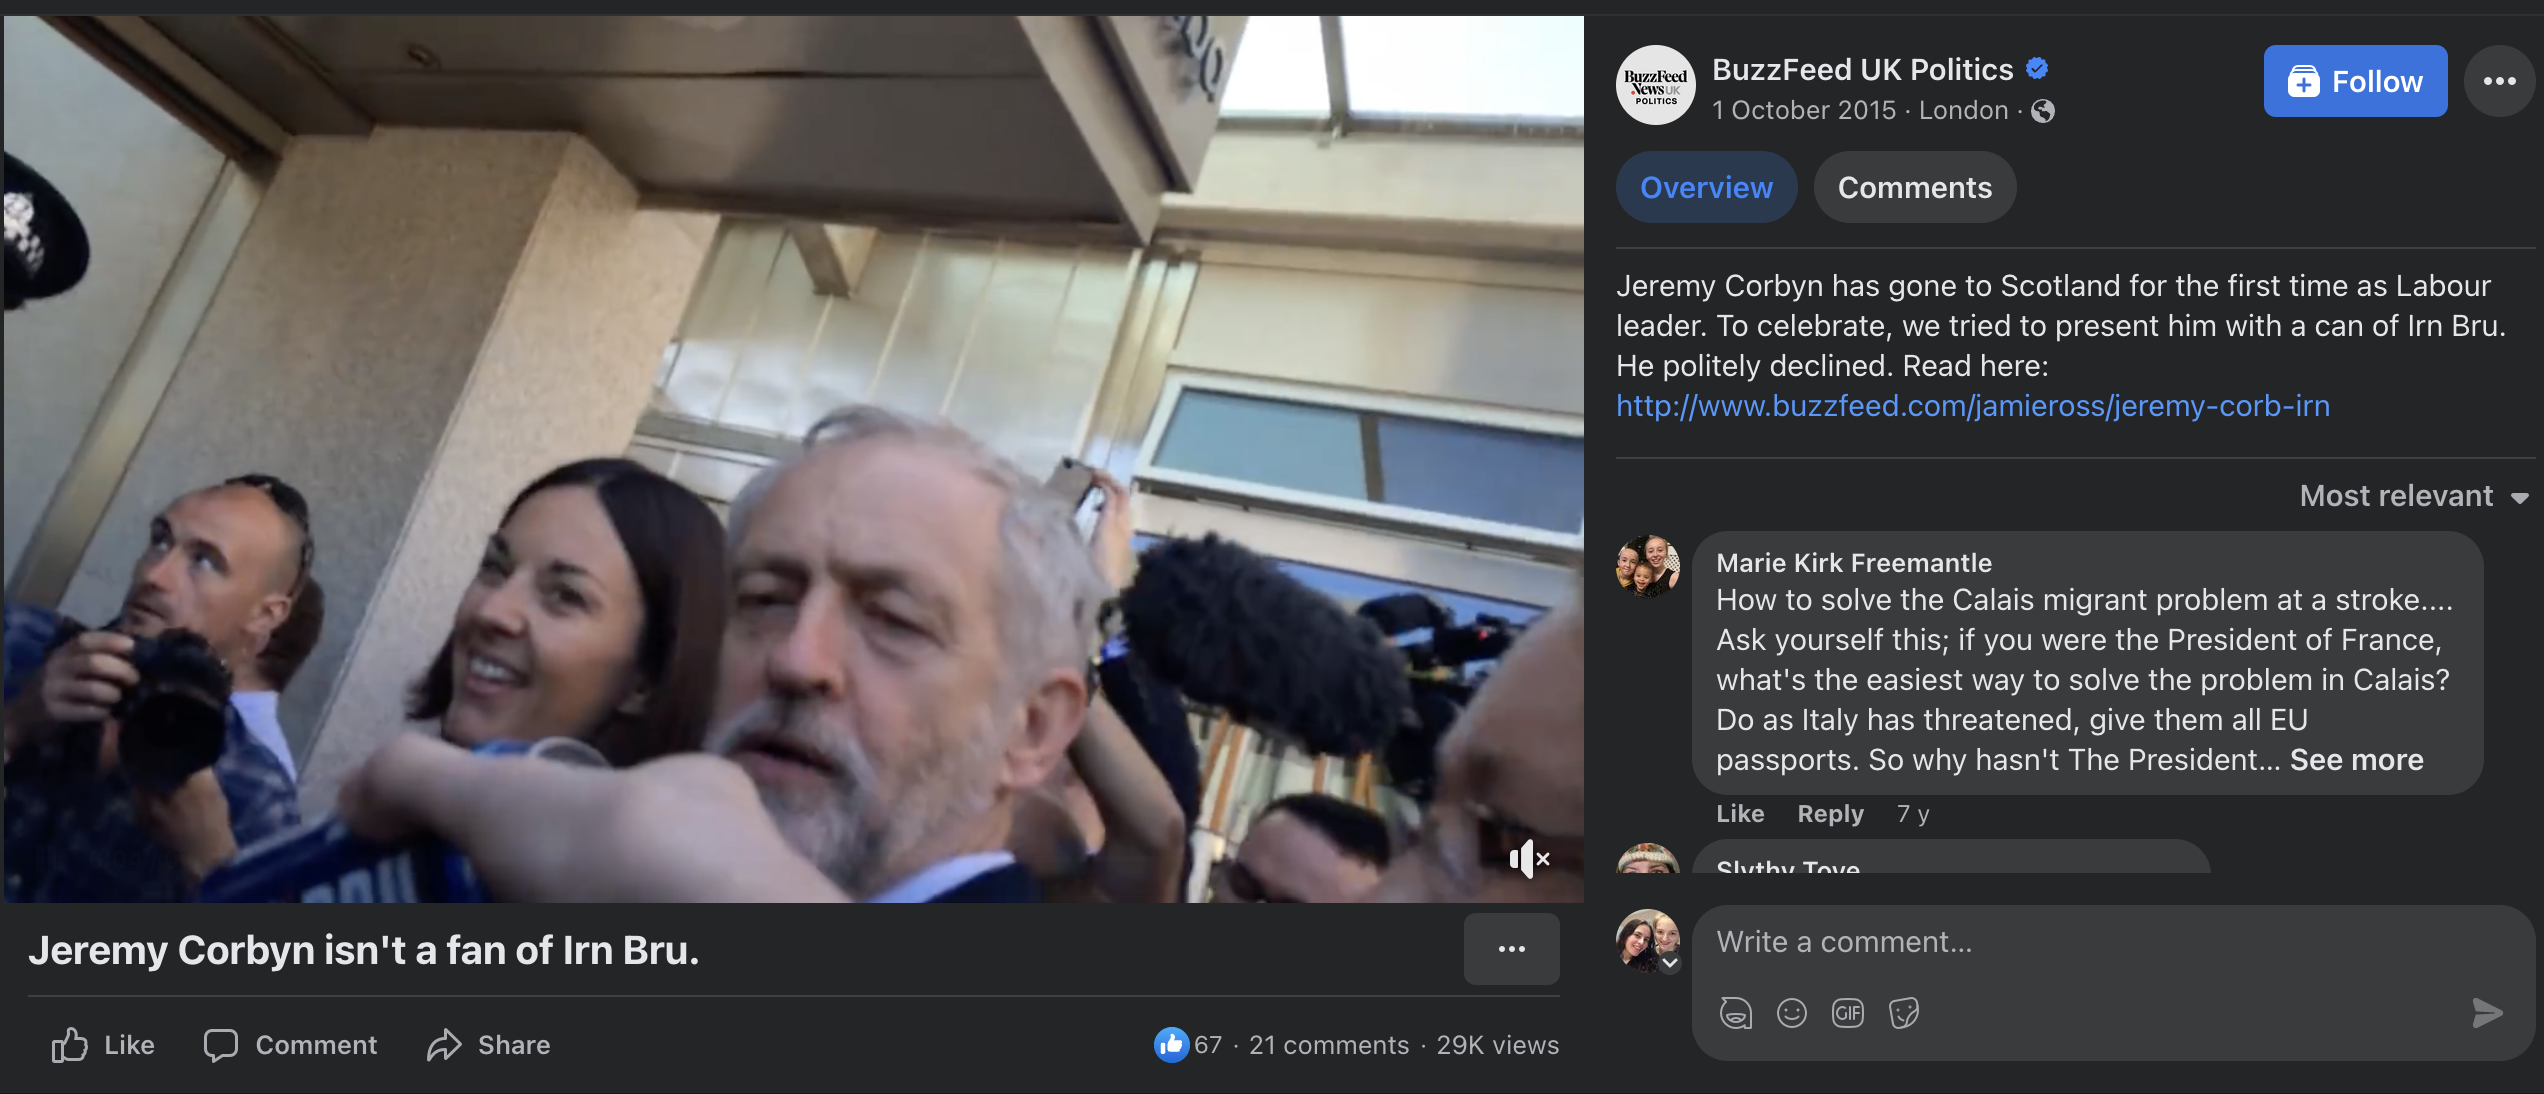 BuzzFeed
News UK
POLITICS
BuzzFeed UK Politics
1 October 2015 · London ·
Follow
Overview
Comments
Jeremy Corbyn has gone to Scotland for the first time as Labour
leader. To celebrate, we tried to present him with a can of Irn Bru.
He politely declined. Read here:
http://www.buzzfeed.com/jamieross/jeremy-corb-irn
Most relevant
Marie Kirk Freemantle
How to solve the Calais migrant problem at a stroke....
Ask yourself this; if you were the President of France,
what's the easiest way to solve the problem in Calais?
Do as Italy has threatened, give them all EU
passports. So why hasn't The President... See more
Like Reply 7 y
Slythy Tove
Write a comment...
GIF
Jeremy Corbyn isn't a fan of Irn Bru.
Like Comment Share
67 · 21 comments · 29K views